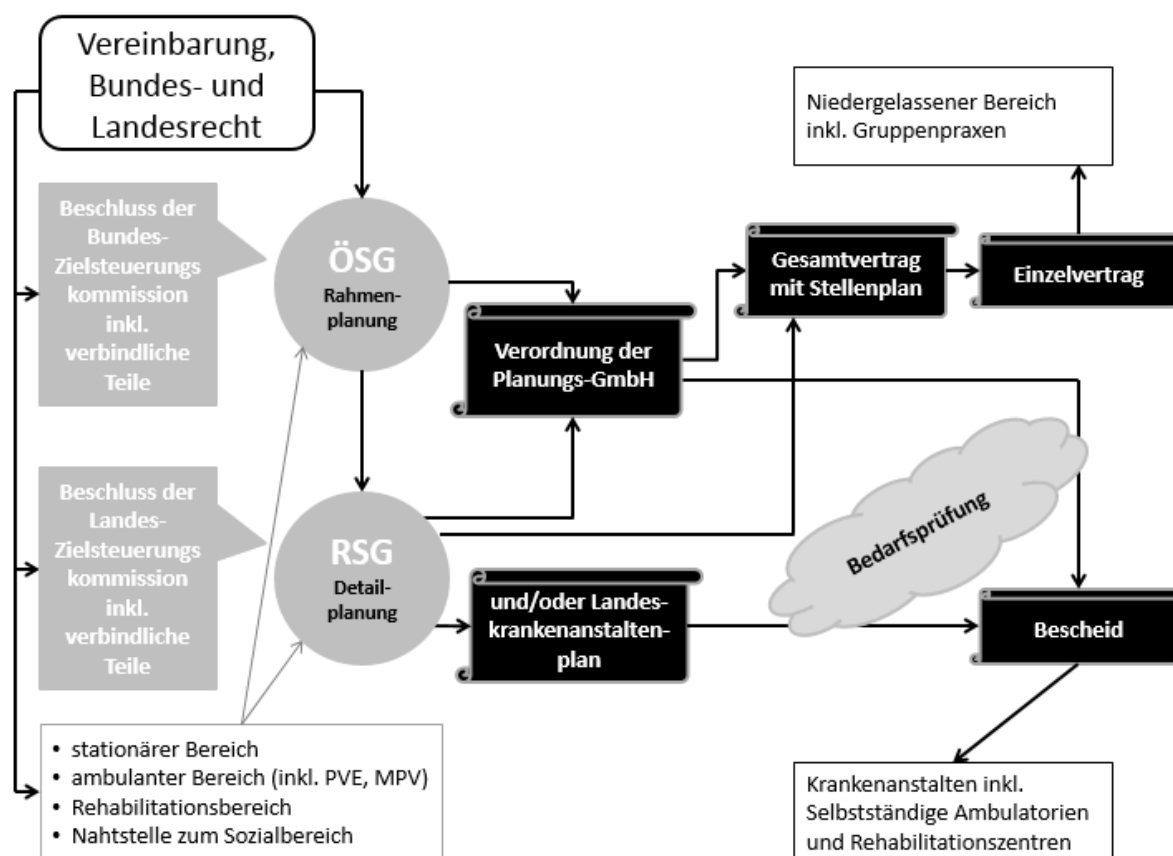 Vereinbarung,
Bundes- und
Landesrecht
Niedergelassener Bereich
inkl. Gruppenpraxen
Beschluss der
Bundes-
Zielsteuerungs
kommission
inkl.
verbindliche
Teile
ÖSG
Rahmen-
planung
Gesamtvertrag
mit Stellenplan
Einzelvertrag
Verordnung der
Planungs-GmbH
Beschluss der
Landes-
Zielsteuerungs
kommission
inkl.
verbindliche
Teile
RSG
Detail-
planung
und/oder Landes-
krankenanstalten-
plan
Bedarfsprüfung
Bescheid
• stationärer Bereich
• ambulanter Bereich (inkl. PVE, MPV)
• Rehabilitationsbereich
• Nahtstelle zum Sozialbereich
Krankenanstalten inkl.
Selbstständige Ambulatorien
und Rehabilitationszentren